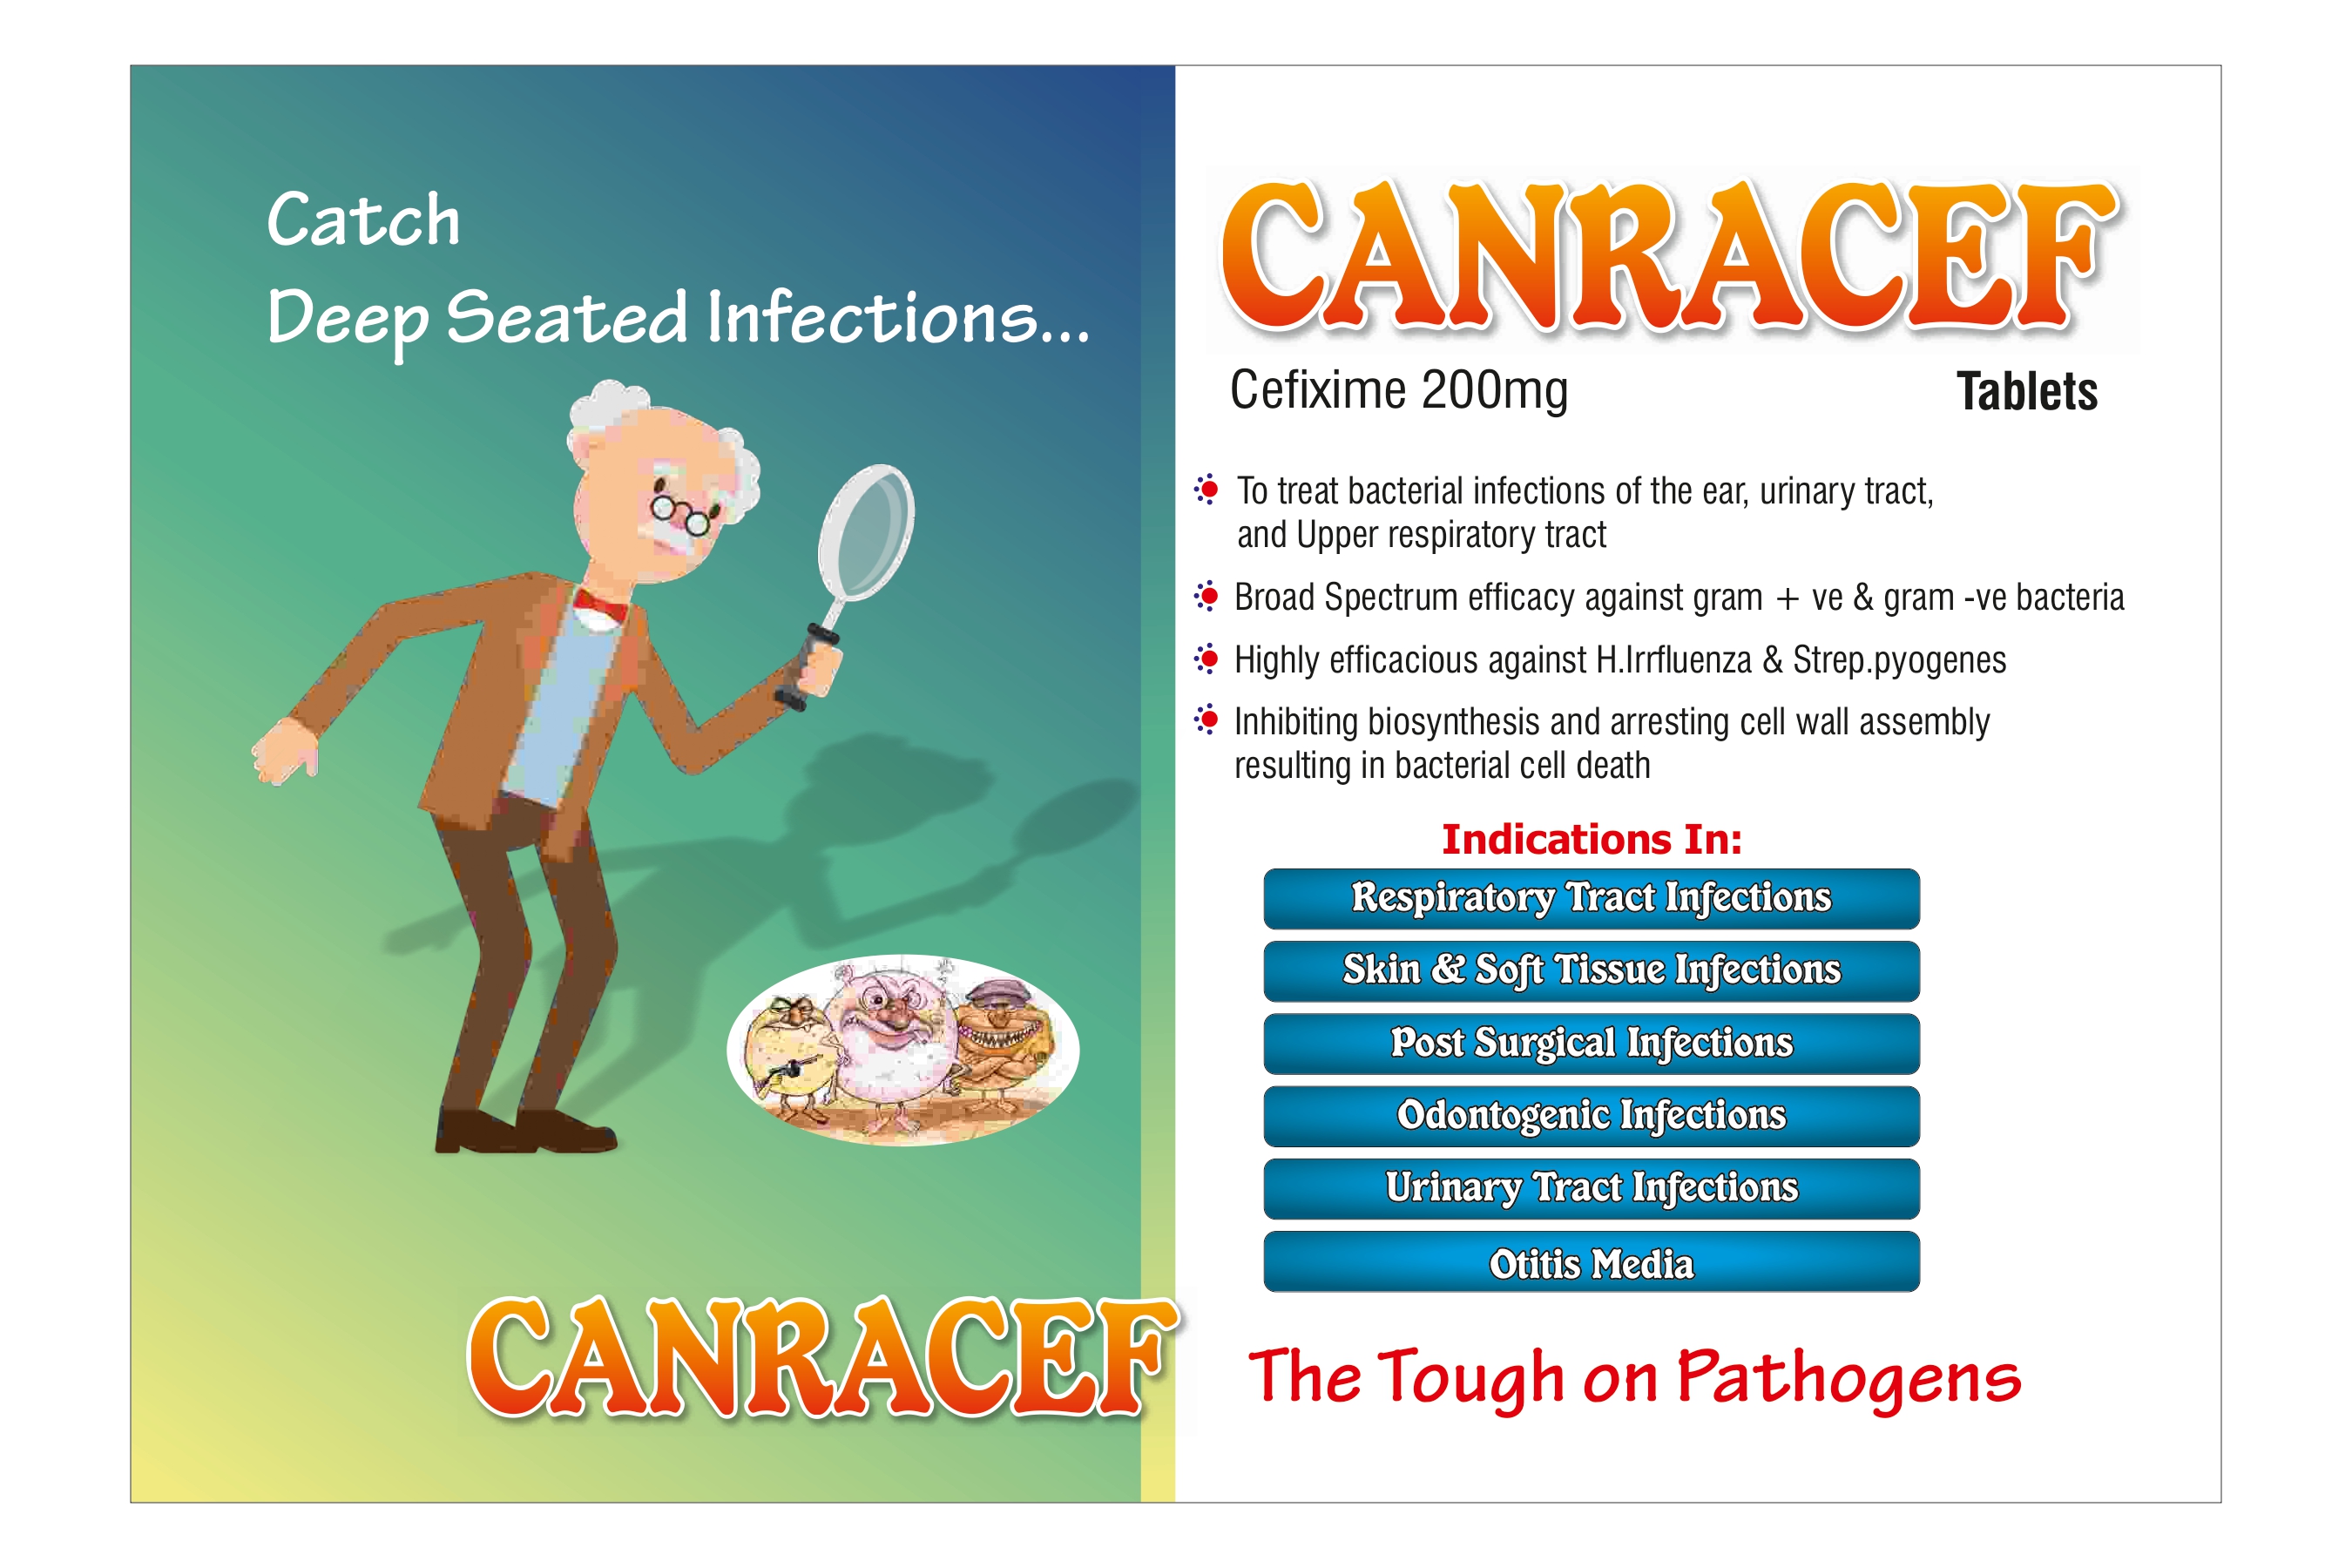 Catch
Deep Seated Infections...
CANRACEF
CANRACEF
Cefixime 200mg Tablets
To treat bacterial infections of the ear, urinary tract,
and Upper respiratory tract
Broad Spectrum efficacy against gram + ve & gram -ve bacteria
Highly efficacious against H.Irrfluenza & Strep.pyogenes
Inhibiting biosynthesis and arresting cell wall assembly
resulting in bacterial cell death
Indications In:
Respiratory Tract Infections
Skin & Soft Tissue Infections
Post Surgical Infections
Odontogenic Infections
Urinary Tract Infections
Otitis Media
The Tough on Pathogens